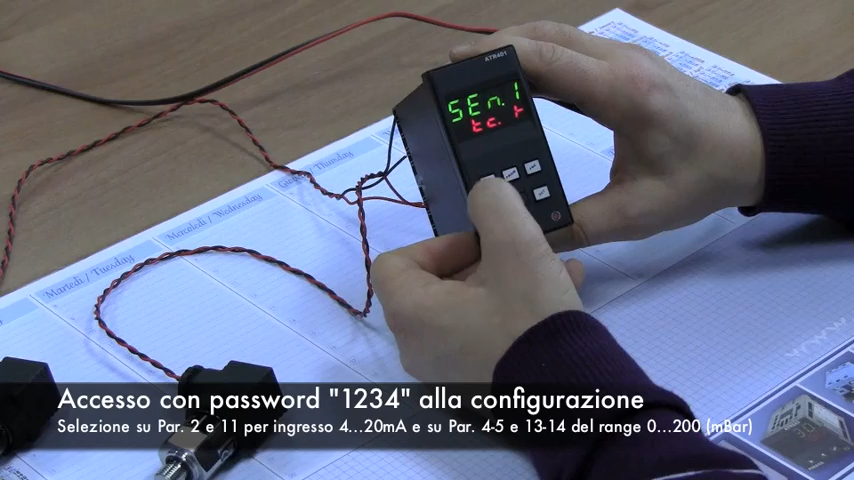 ATR401
SEn.1
tc. t
Giovedì / Thursday
Mercoledì / Wednesday
Martedì / Tuesday
Accesso con password "1234" alla configurazione
Selezione su Par. 2 e 11 per ingresso 4...20mA e su Par. 4-5 e 13-14 del range 0...200 (mBar)